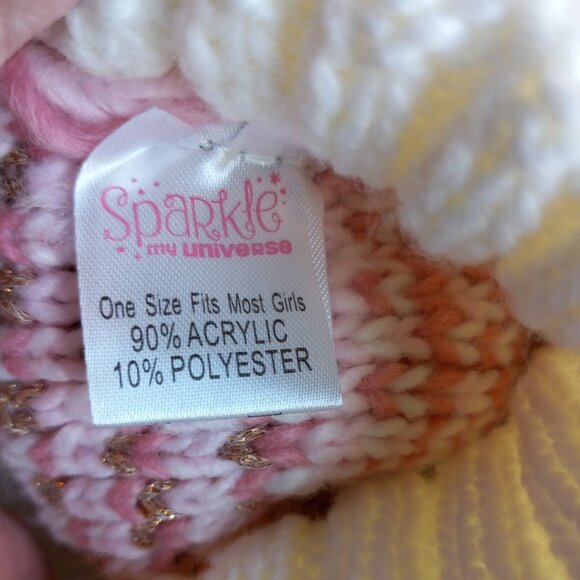 Sparkle
my universe
One Size Fits Most Girls
90% ACRYLIC
10% POLYESTER